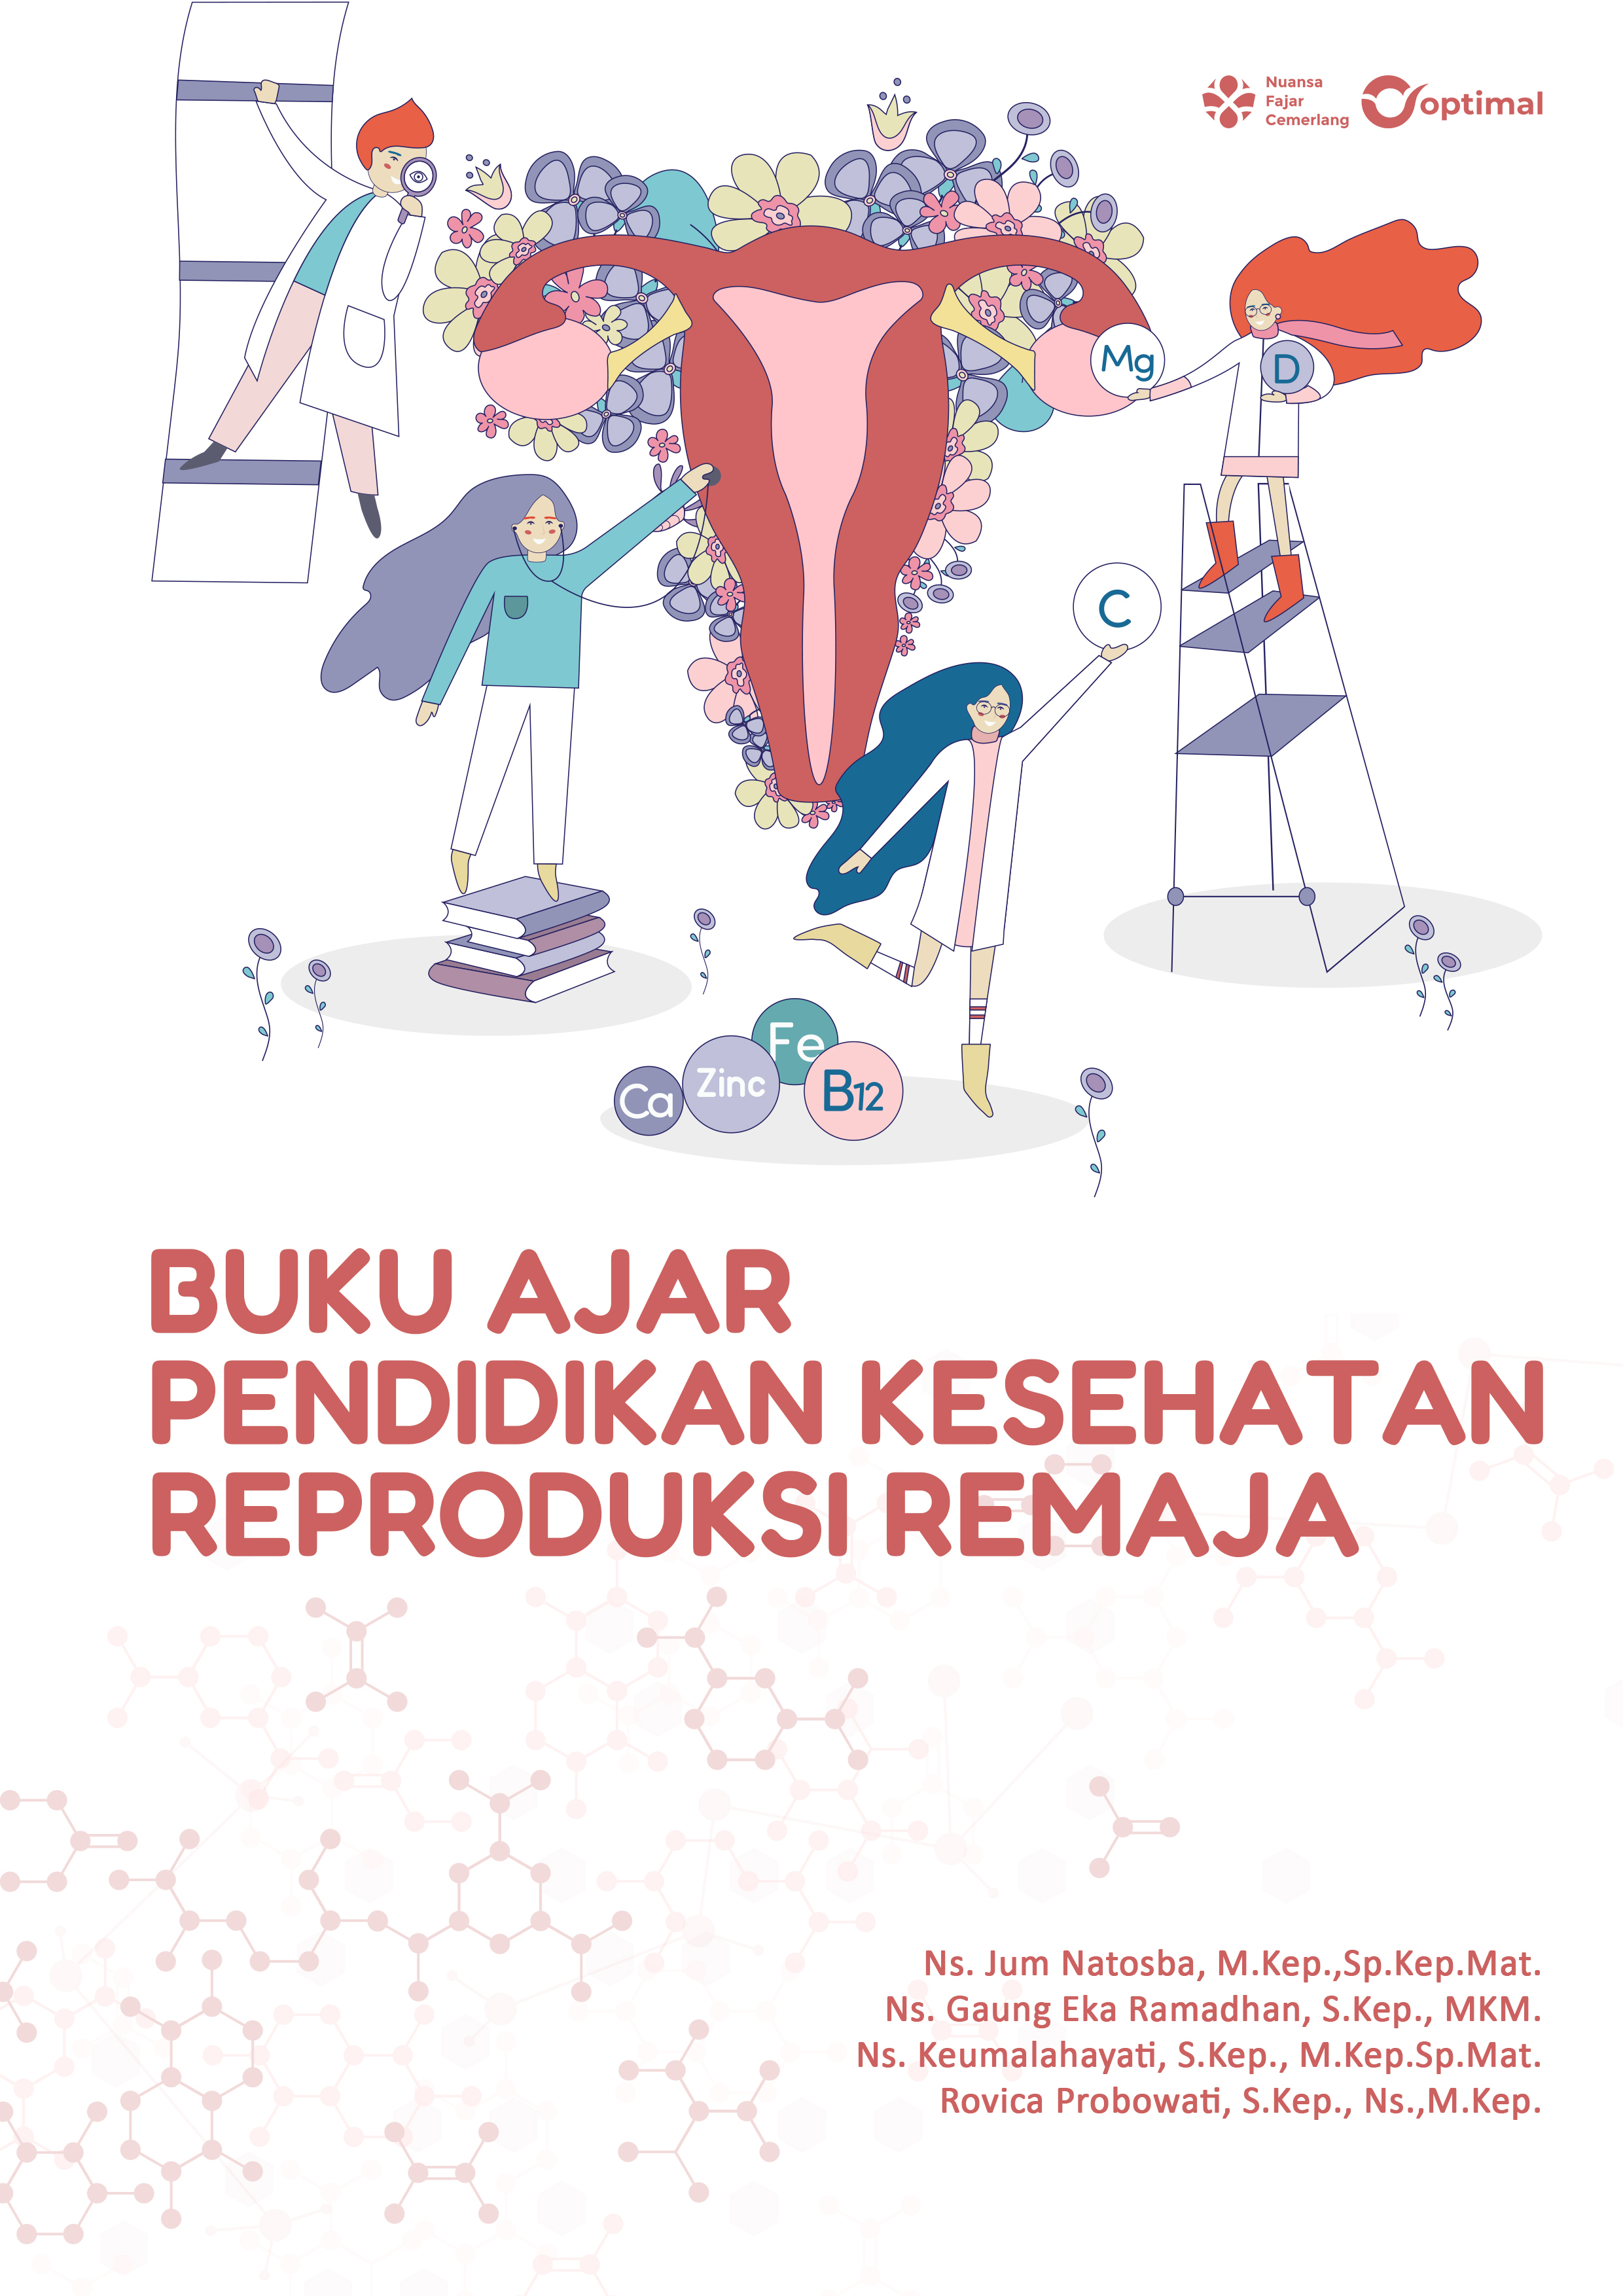 Nuansa
Fajar
Cemerlang
optimal
Mg
D
C
Fe
Zinc
Ca
B12
BUKU AJAR
PENDIDIKAN KESEHATAN
REPRODUKSI REMAJA
Ns. Jum Natosba, M.Kep.,Sp.Kep.Mat.
Ns. Gaung Eka Ramadhan, S.Kep., MKM.
Ns. Keumalahayati, S.Kep., M.Kep.Sp.Mat.
Rovica Probowati, S.Kep., Ns.,M.Kep.